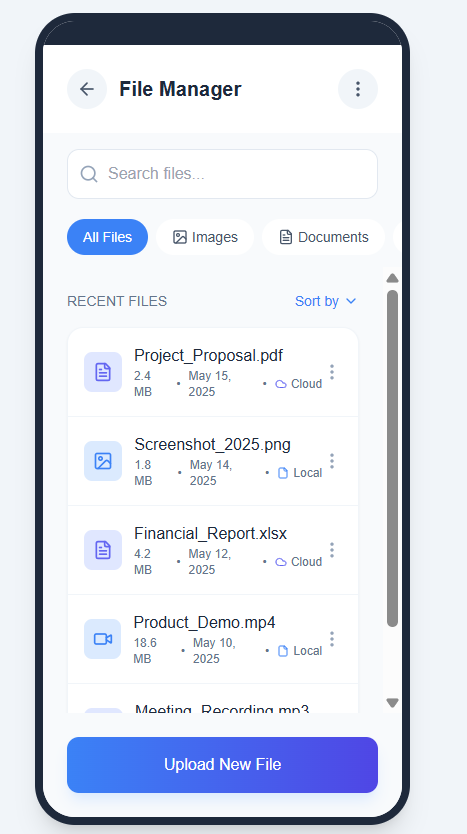 File Manager
Search files...
All Files Images Documents
RECENT FILES Sort by
Project_Proposal.pdf
2.4 MB • May 15, 2025 • Cloud
Screenshot_2025.png
1.8 MB • May 14, 2025 • Local
Financial_Report.xlsx
4.2 MB • May 12, 2025 • Cloud
Product_Demo.mp4
18.6 MB • May 10, 2025 • Local
Meeting_Recording.mp3
Upload New File